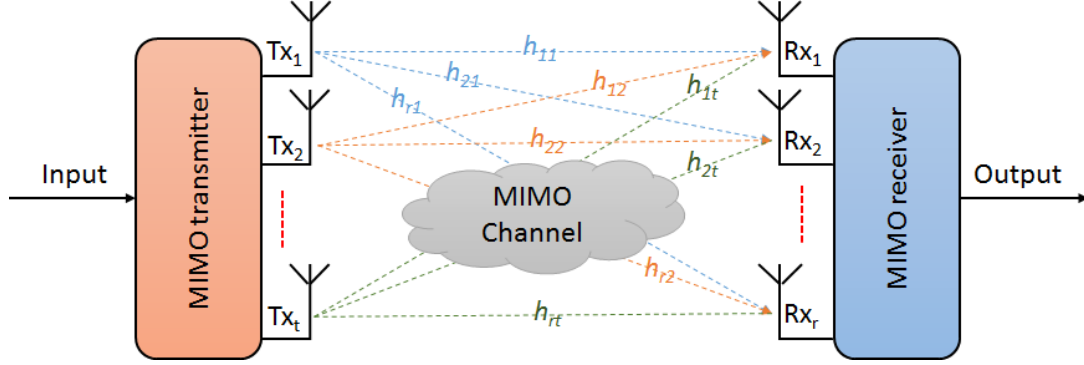 Input
MIMO transmitter
Tx1
Tx2
Txt
h11
h21
hr1
h12
h22
h1t
h2t
MIMO
Channel
hr2
hrt
Rx1
Rx2
Rxr
MIMO receiver
Output